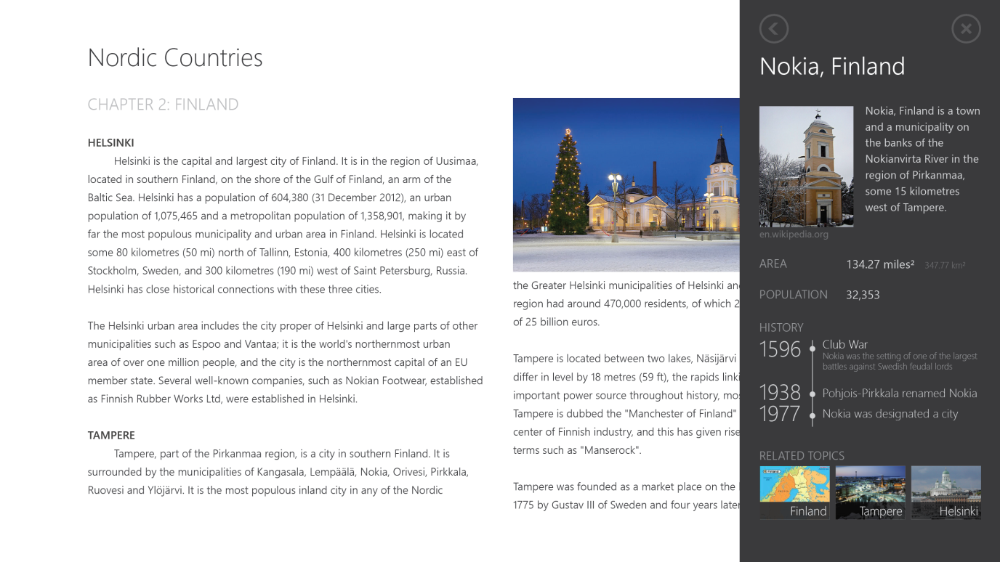 Nordic Countries
CHAPTER 2: FINLAND
HELSINKI
Helsinki is the capital and largest city of Finland. It is in the region of Uusimaa,
located in southern Finland, on the shore of the Gulf of Finland, an arm of the
Baltic Sea. Helsinki has a population of 604,380 (31 December 2012), an urban
population of 1,075,465 and a metropolitan population of 1,358,901, making it by
far the most populous municipality and urban area in Finland. Helsinki is located
some 80 kilometres (50 mi) north of Tallinn, Estonia, 400 kilometres (250 mi) east of
Stockholm, Sweden, and 300 kilometres (190 mi) west of Saint Petersburg, Russia.
Helsinki has close historical connections with these three cities.
The Helsinki urban area includes the city proper of Helsinki and large parts of other
municipalities such as Espoo and Vantaa; it is the world's northernmost urban
area of over one million people, and the city is the northernmost capital of an EU
member state. Several well-known companies, such as Nokian Footwear, established
as Finnish Rubber Works Ltd, were established in Helsinki.
TAMPERE
Tampere, part of the Pirkanmaa region, is a city in southern Finland. It is
surrounded by the municipalities of Kangasala, Lempäälä, Nokia, Orivesi, Pirkkala,
Ruovesi and Ylöjärvi. It is the most populous inland city in any of the Nordic
the Greater Helsinki municipalities of Helsinki
region had around 470,000 residents, of which
of 25 billion euros.
Tampere is located between two lakes, Näsijärvi
differ in level by 18 metres (59 ft), the rapids
important power source throughout history,
Tampere is dubbed the "Manchester of Finland"
center of Finnish industry, and this has given rise
terms such as "Manserock".
Tampere was founded as a market place on the
1775 by Gustav III of Sweden and four years later
Nokia, Finland
Nokia, Finland is a town
and a municipality on
the banks of the
Nokianvirta River in the
region of Pirkanmaa,
some 15 kilometres
west of Tampere.
en.wikipedia.org
AREA 134.27 miles² 347.77 km²
POPULATION 32,353
HISTORY
1596 Club War
Nokia was the setting of one of the largest
battles against Swedish feudal lords
1938 Pohjois-Pirkkala renamed Nokia
1977 Nokia was designated a city
RELATED TOPICS
Finland Tampere Helsinki